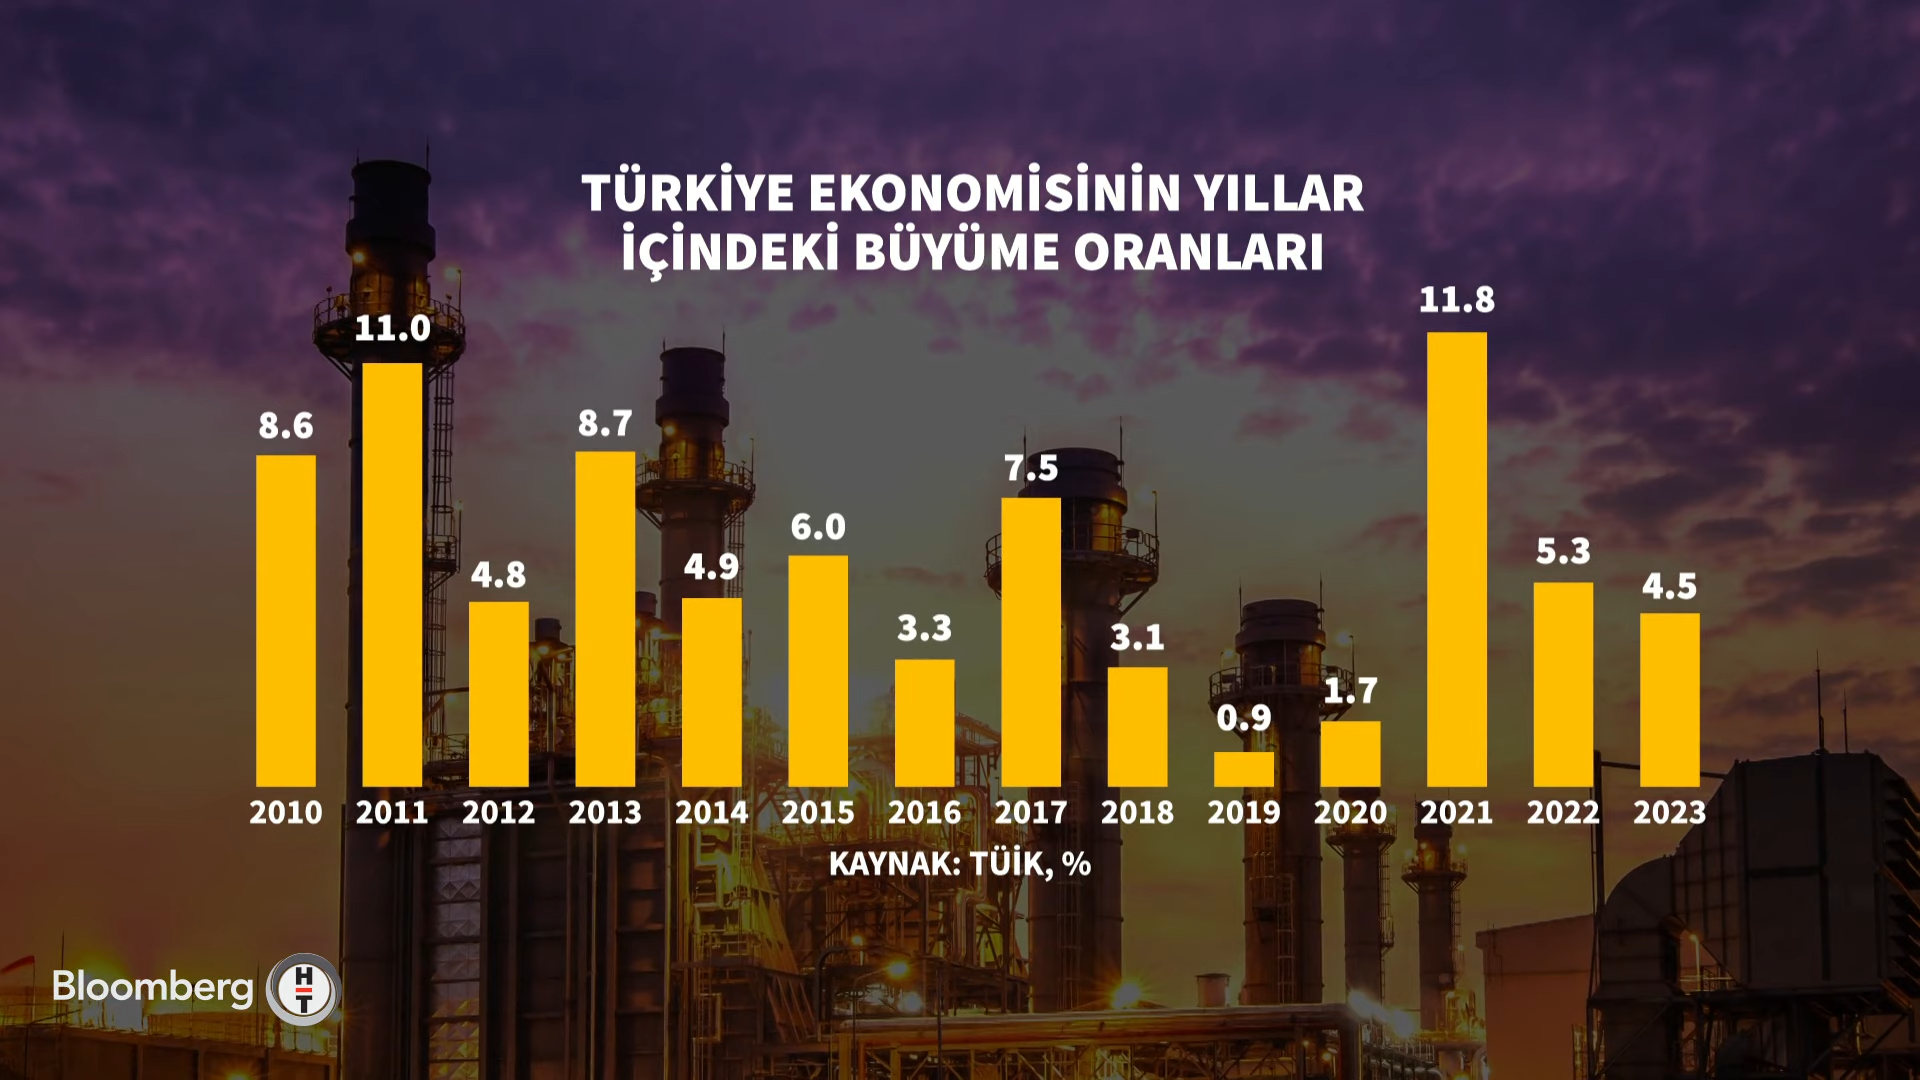 TÜRKİYE EKONOMİSİNİN YILLAR
İÇİNDEKİ BÜYÜME ORANLARI
8.6 11.0 4.8 8.7 4.9 6.0 3.3 7.5 3.1 0.9 1.7 11.8 5.3 4.5
2010 2011 2012 2013 2014 2015 2016 2017 2018 2019 2020 2021 2022 2023
KAYNAK: TÜİK, %
Bloomberg HT